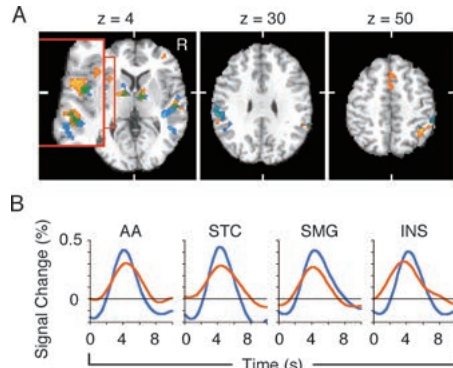 A
z = 4
z = 30
z = 50
R
B
AA
STC
SMG
INS
Signal Change (%)
0.5
0
0 4 8 0 4 8 0 4 8 0 4 8
Time (s)